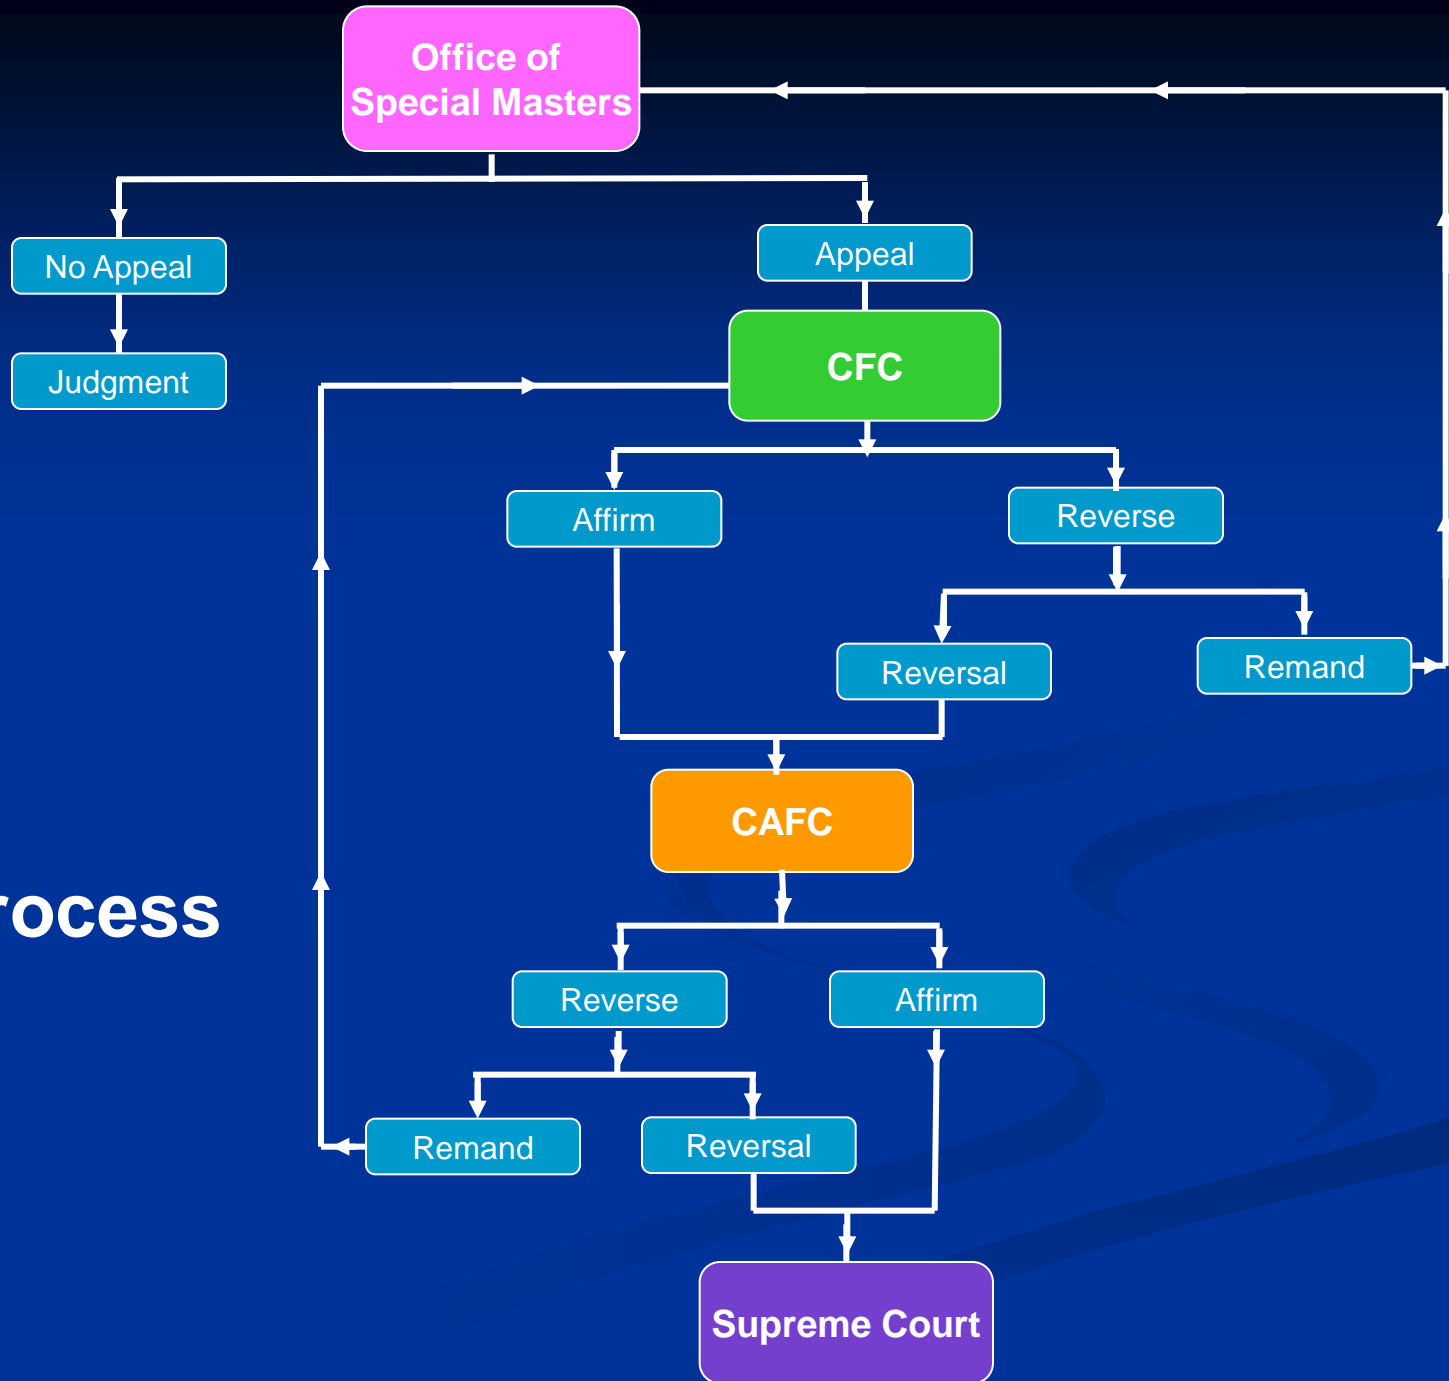 Office of
Special Masters
No Appeal
Appeal
Judgment
CFC
Affirm
Reverse
Reversal
Remand
CAFC
rocess
Reverse
Affirm
Remand
Reversal
Supreme Court